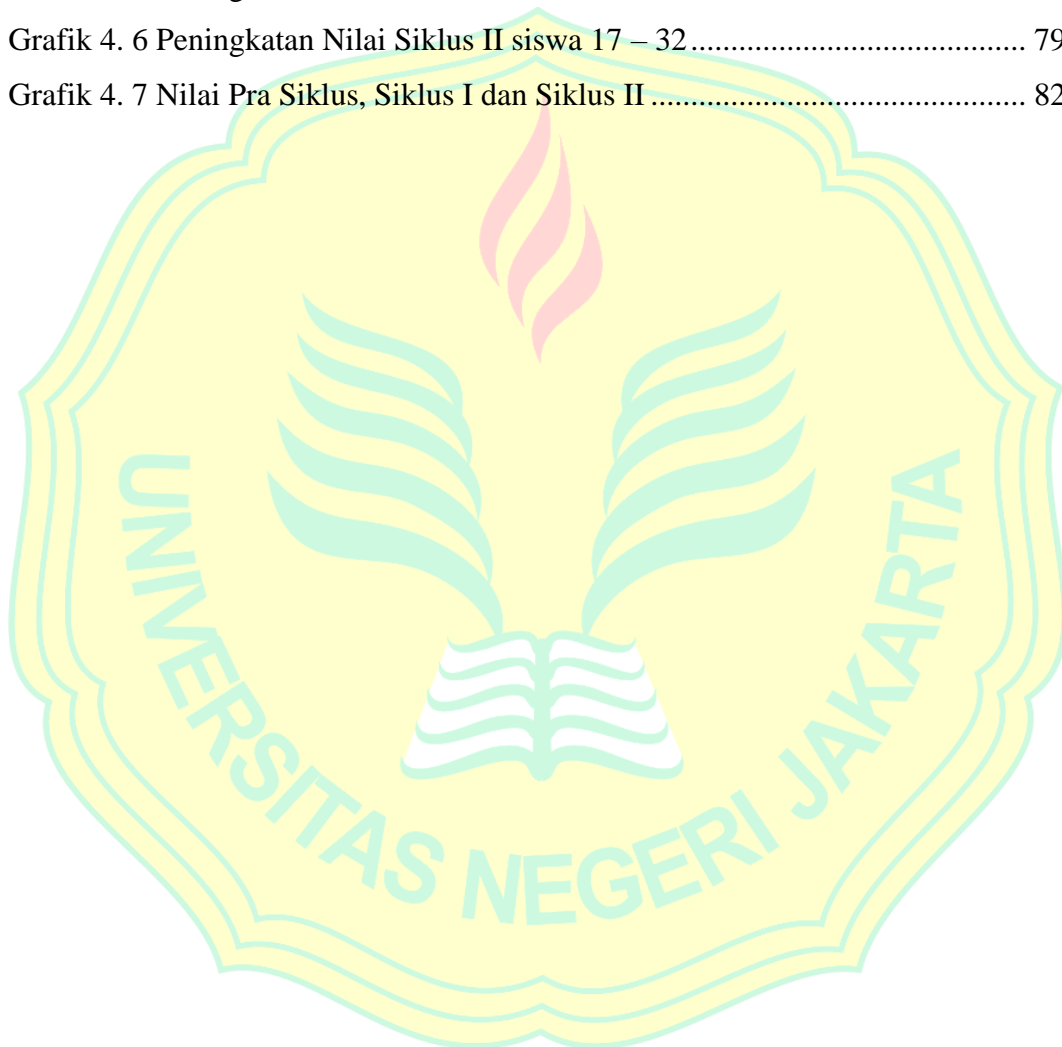 Grafik 4. 6 Peningkatan Nilai Siklus II siswa 17 – 32.................................... 79
Grafik 4. 7 Nilai Pra Siklus, Siklus I dan Siklus II ........................................ 82
UNIVERSITAS NEGERI JAKARTA